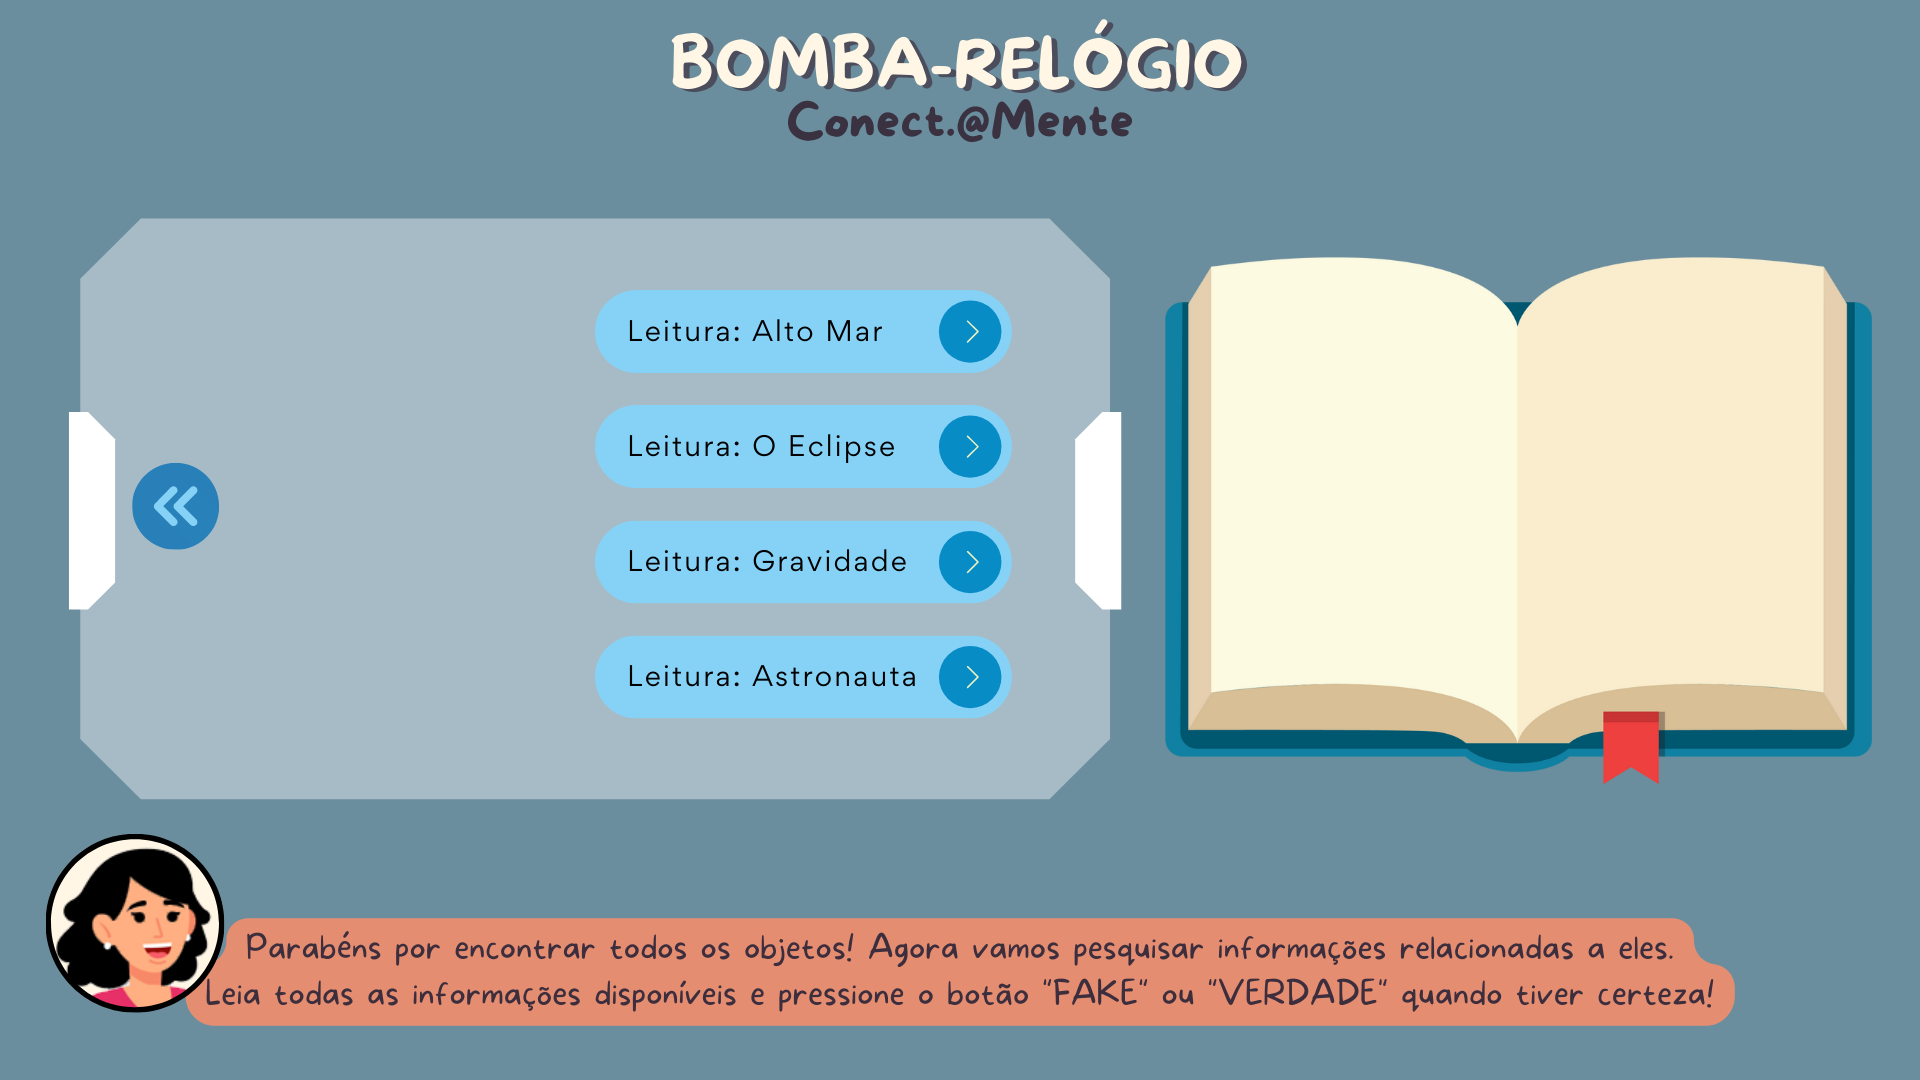 BOMBA-RELÓGIO
Conect.@Mente
Leitura: Alto Mar
Leitura: O Eclipse
Leitura: Gravidade
Leitura: Astronauta
Parabéns por encontrar todos os objetos! Agora vamos pesquisar informações relacionadas a eles.
Leia todas as informações disponíveis e pressione o botão "FAKE" ou "VERDADE" quando tiver certeza!